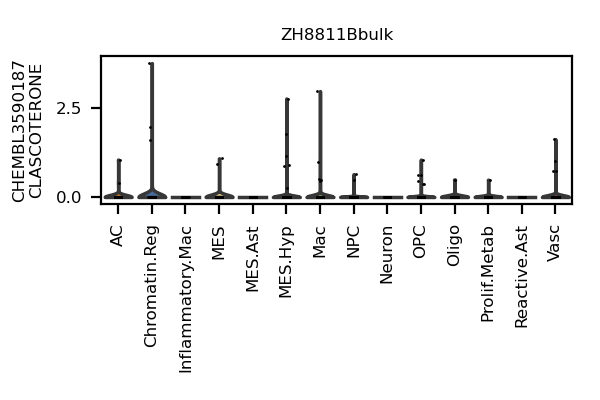 ZH8811Bbulk
CHEMBL3590187
CLASCOTERONE
2.5
0.0
AC
Chromatin.Reg
Inflammatory.Mac
MES
MES.Ast
MES.Hyp
Mac
NPC
Neuron
OPC
Oligo
Prolif.Metab
Reactive.Ast
Vasc